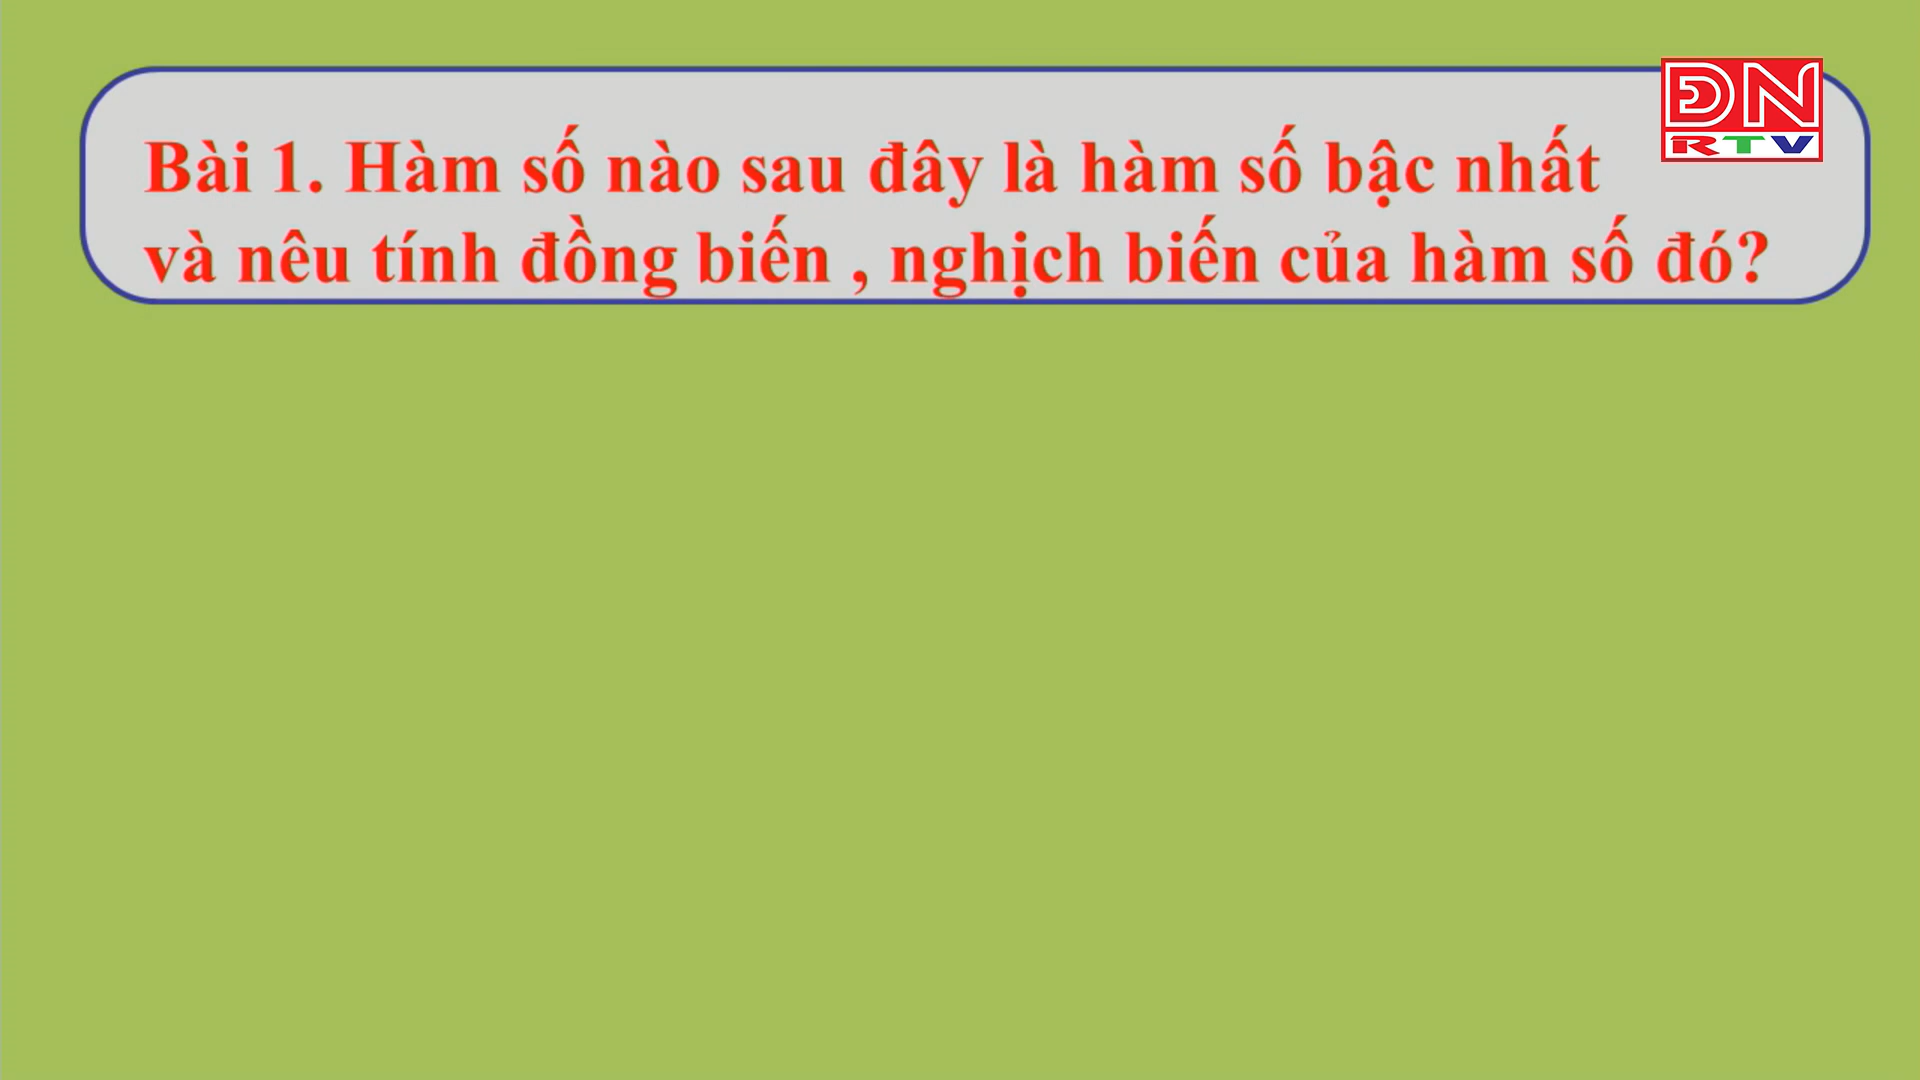 ĐN
RTV
Bài 1. Hàm số nào sau đây là hàm số bậc nhất
và nêu tính đồng biến , nghịch biến của hàm số đó?